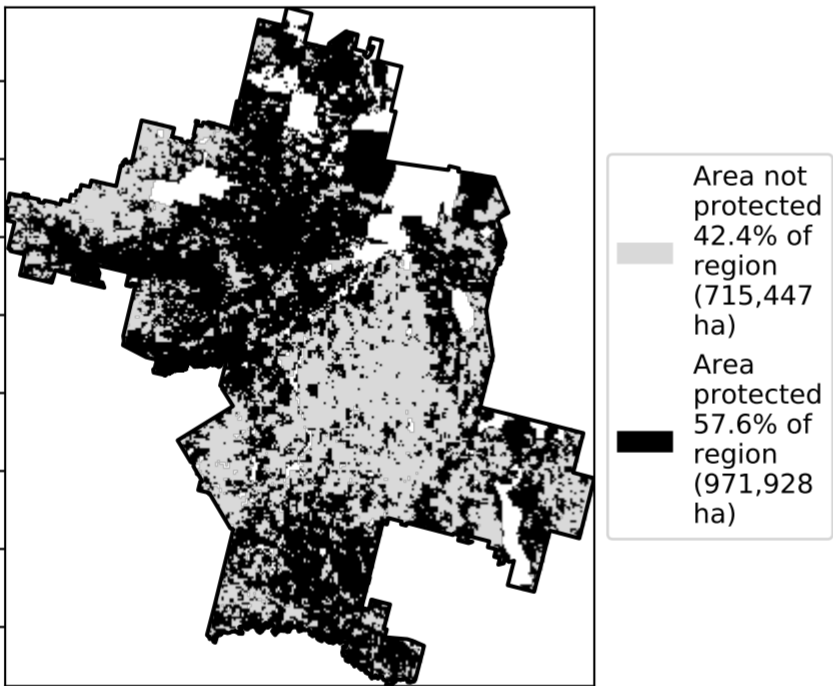 Area not
protected
42.4% of
region
(715,447
ha)
Area
protected
57.6% of
region
(971,928
ha)